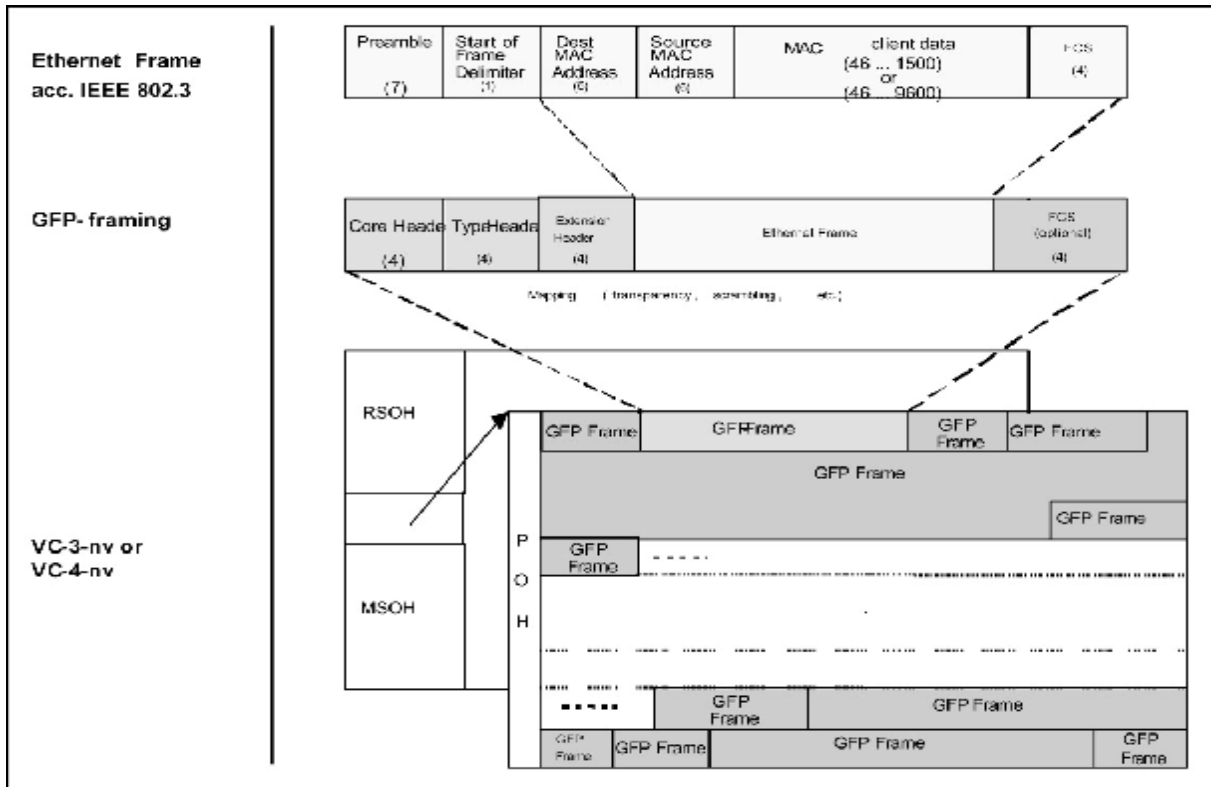 Ethernet Frame
acc. IEEE 802.3
Preamble
(7)
Start of
Frame
Delimiter
(1)
Dest
MAC
Address
(6)
Source
MAC
Address
(6)
MAC client data
(46 ... 1500)
or
(46 ... 9600)
FCS
(4)
GFP- framing
Core Heade
(4)
TypeHeade
(4)
Extension
Header
(4)
Ethernet Frame
FCS
(optional)
(4)
Mapping ( transparency, scrambling, etc.)
RSOH
MSOH
VC-3-nv or
VC-4-nv
P
O
H
GFP Frame
GFPFrame
GFP
Frame
GFP Frame
GFP Frame
GFP Frame
GFP
Frame
GFP
Frame
GFP Frame
GFP
Frame
GFP Frame
GFP Frame
GFP
Frame